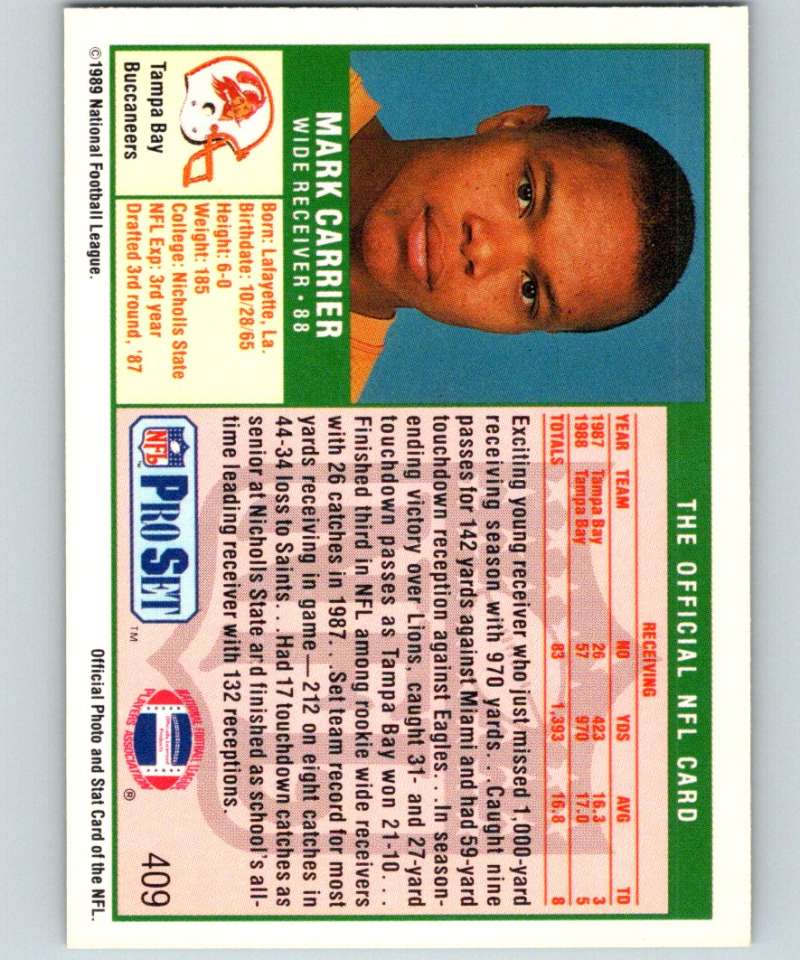 THE OFFICIAL NFL CARD
MARK CARRIER
WIDE RECEIVER • 88
Tampa Bay
Buccaneers
Born: Lafayette, La.
Birthdate: 10/28/65
Height: 6-0
Weight: 185
College: Nicholls State
NFL Exp: 3rd year
Drafted 3rd round, '87
RECEIVING
YEAR TEAM NO YDS AVG TD
1987 Tampa Bay 26 423 16.3 3
1988 Tampa Bay 57 970 17.0 5
TOTALS 83 1,393 16.8 8
Exciting young receiver who just missed 1,000-yard
receiving season with 970 yards...Caught nine
passes for 142 yards against Miami and had 59-yard
touchdown reception against Eagles...In season-
ending victory over Lions, caught 31- and 27-yard
touchdown passes as Tampa Bay won 21-10...
Finished third in NFL among rookie wide receivers
with 26 catches in 1987...Set team record for most
yards receiving in game—212 on eight catches in
44-34 loss to Saints...Had 17 touchdown catches as
senior at Nicholls State and finished as school's all-
time leading receiver with 132 receptions.
NFL PRO SET ™
NATIONAL FOOTBALL LEAGUE
PLAYERS ASSOCIATION ®
409
©1989 National Football League.
Official Photo and Stat Card of the NFL.